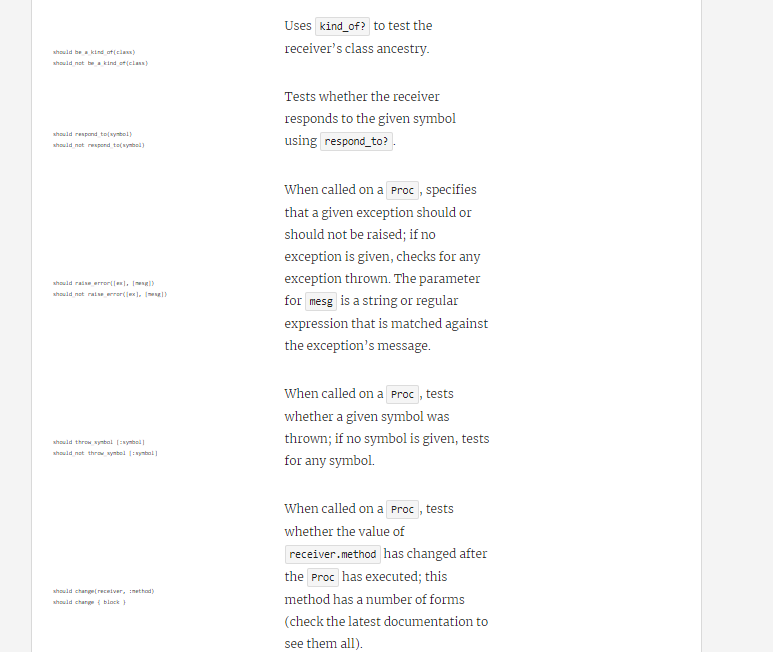 Uses kind_of? to test the
receiver’s class ancestry.
should be_a_kind_of(class)
should_not be_a_kind_of(class)
Tests whether the receiver
responds to the given symbol
using respond_to?.
should respond_to(symbol)
should_not respond_to(symbol)
When called on a Proc, specifies
that a given exception should or
should not be raised; if no
exception is given, checks for any
exception thrown. The parameter
for mesg is a string or regular
expression that is matched against
the exception’s message.
should raise_error([ex], [mesg])
should_not raise_error([ex], [mesg])
When called on a Proc, tests
whether a given symbol was
thrown; if no symbol is given, tests
for any symbol.
should throw_symbol [:symbol]
should_not throw_symbol [:symbol]
When called on a Proc, tests
whether the value of
receiver.method has changed after
the Proc has executed; this
method has a number of forms
(check the latest documentation to
see them all).
should change(receiver, :method)
should change { block }